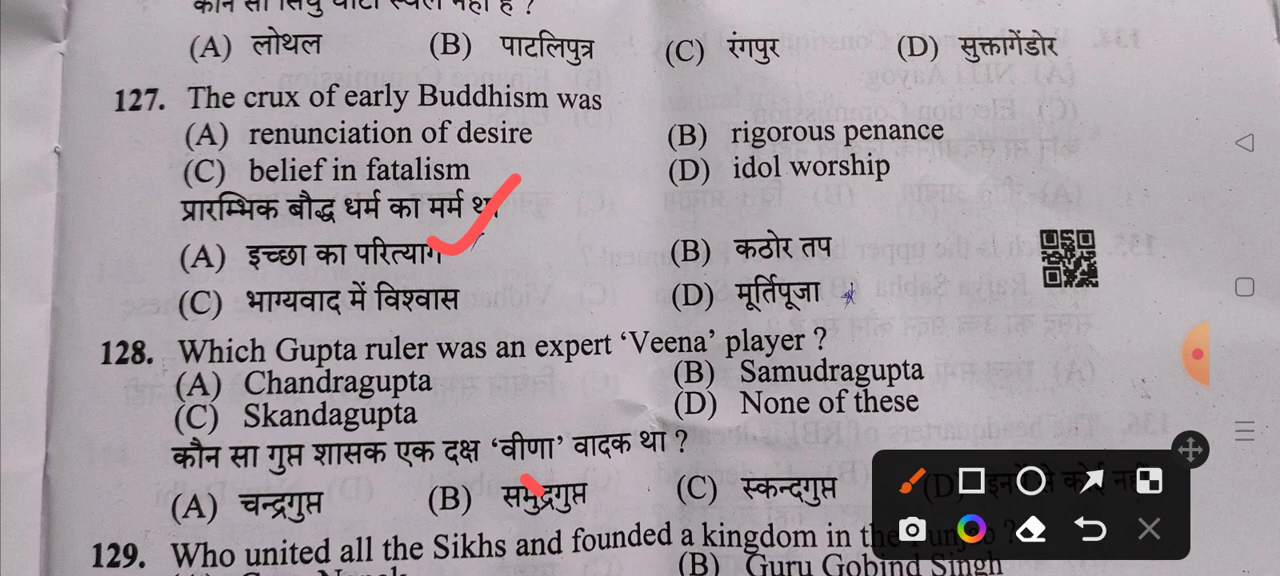 (A) लोथल (B) पाटलिपुत्र (C) रंगपुर (D) सुक्तागेंडोर
127. The crux of early Buddhism was
(A) renunciation of desire (B) rigorous penance
(C) belief in fatalism (D) idol worship
प्रारम्भिक बौद्ध धर्म का मर्म था
(A) इच्छा का परित्याग (B) कठोर तप
(C) भाग्यवाद में विश्वास (D) मूर्तिपूजा
128. Which Gupta ruler was an expert ‘Veena’ player ?
(A) Chandragupta (B) Samudragupta
(C) Skandagupta (D) None of these
कौन सा गुप्त शासक एक दक्ष ‘वीणा’ वादक था ?
(A) चन्द्रगुप्त (B) समुद्रगुप्त (C) स्कन्दगुप्त (D) इनमें से कोई नहीं
129. Who united all the Sikhs and founded a kingdom in the Punjab ?
(B) Guru Gobind Singh